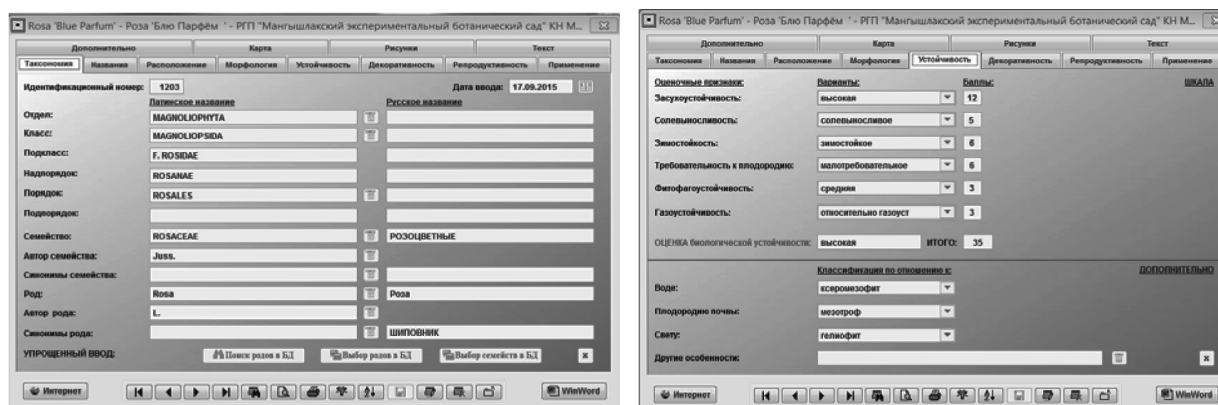 Rosa 'Blue Parfum' - Роза 'Блю Парфём ' - РГП "Мангышлакский экспериментальный ботанический сад" КН М...
Дополнительно Карта Рисунки Текст
Таксономия Названия Расположение Морфология Устойчивость Декоративность Репродуктивность Применение
Идентификационный номер: 1203 Дата ввода: 17.09.2015
Латинское название Русское название
Отдел: MAGNOLIOPHYTA
Класс: MAGNOLIOPSIDA
Подкласс: F. ROSIDAE
Надпорядок: ROSANAE
Порядок: ROSALES
Подпорядок:
Семейство: ROSACEAE РОЗОЦВЕТНЫЕ
Автор семейства: Juss.
Синонимы семейства:
Род: Rosa Роза
Автор рода: L.
Синонимы рода: ШИПОВНИК
УПРОЩЕННЫЙ ВВОД: Поиск родов в БД Выбор родов в БД Выбор семейств в БД
Интернет WinWord
Rosa 'Blue Parfum' - Роза 'Блю Парфём ' - РГП "Мангышлакский экспериментальный ботанический сад" КН М...
Дополнительно Карта Рисунки Текст
Таксономия Названия Расположение Морфология Устойчивость Декоративность Репродуктивность Применение
Оценочные признаки: Варианты: Баллы: ШКАЛА
Засухоустойчивость: высокая 12
Солевыносливость: солевыносливое 5
Зимостойкость: зимостойкое 6
Требовательность к плодородию: малотребовательное 6
Фитофагоустойчивость: средняя 3
Газоустойчивость: относительно газоуст 3
ОЦЕНКА биологической устойчивости: высокая ИТОГО: 35
Классификация по отношению к: ДОПОЛНИТЕЛЬНО
Воде: ксеромезофит
Плодородию почвы: мезотроф
Свету: гелиофит
Другие особенности:
Интернет WinWord